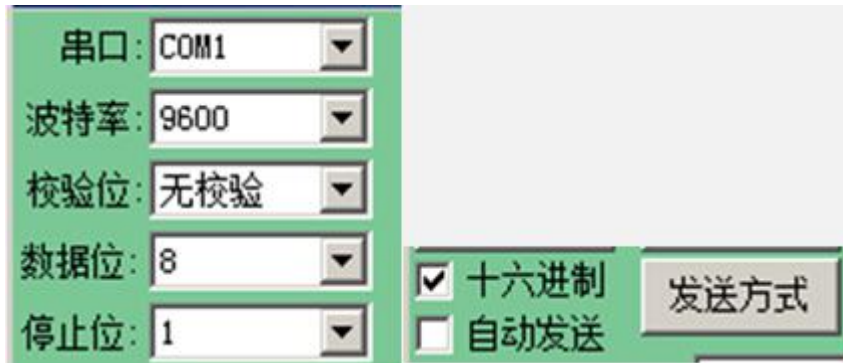 串口: COM1
波特率: 9600
校验位: 无校验
数据位: 8
停止位: 1
十六进制
自动发送
发送方式